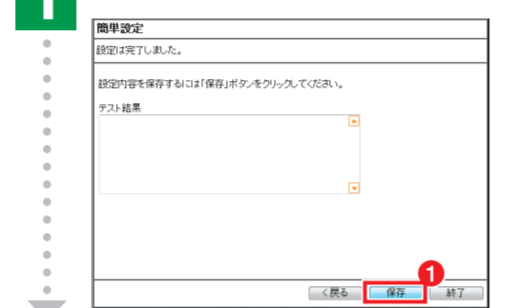 1
簡単設定
設定は完了しました。
設定内容を保存するには「保存」ボタンをクリックしてください。
テスト結果
1
<戻る 保存 終了